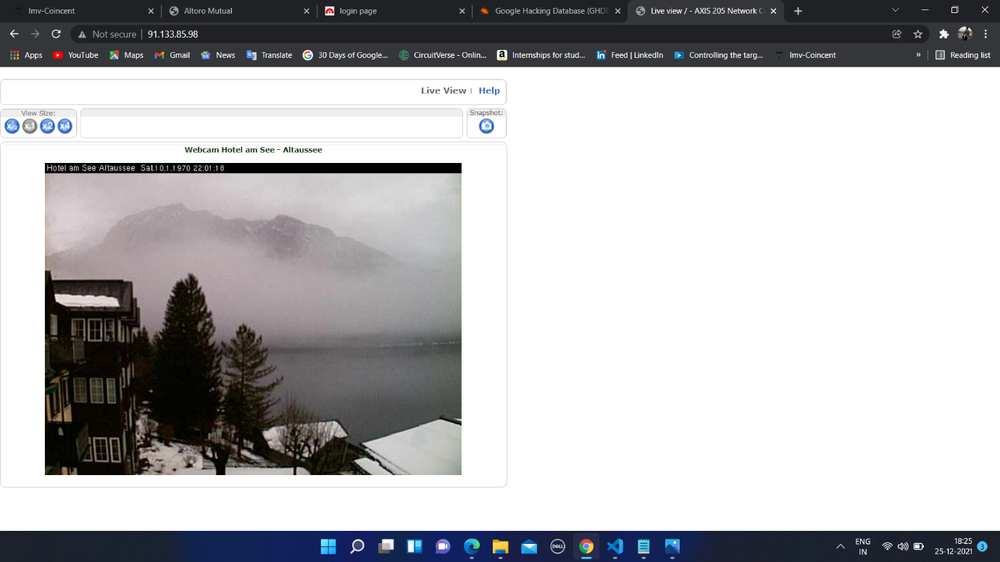 Imv-Coincent
Altoro Mutual
login page
Google Hacking Database (GHDB
Live view / - AXIS 205 Network C
Not secure
91.133.85.98
Apps
YouTube
Maps
Gmail
News
Translate
30 Days of Google...
CircuitVerse - Onlin...
Internships for stud...
Feed | LinkedIn
Controlling the targ...
Imv-Coincent
»
Reading list
Live View | Help
View Size:
x½ x1 x2 x4
Snapshot:
Webcam Hotel am See - Altaussee
Hotel am See Altaussee Sat.10.1.1970 22:01:18
DELL
ENG
IN
18:25
25-12-2021
3